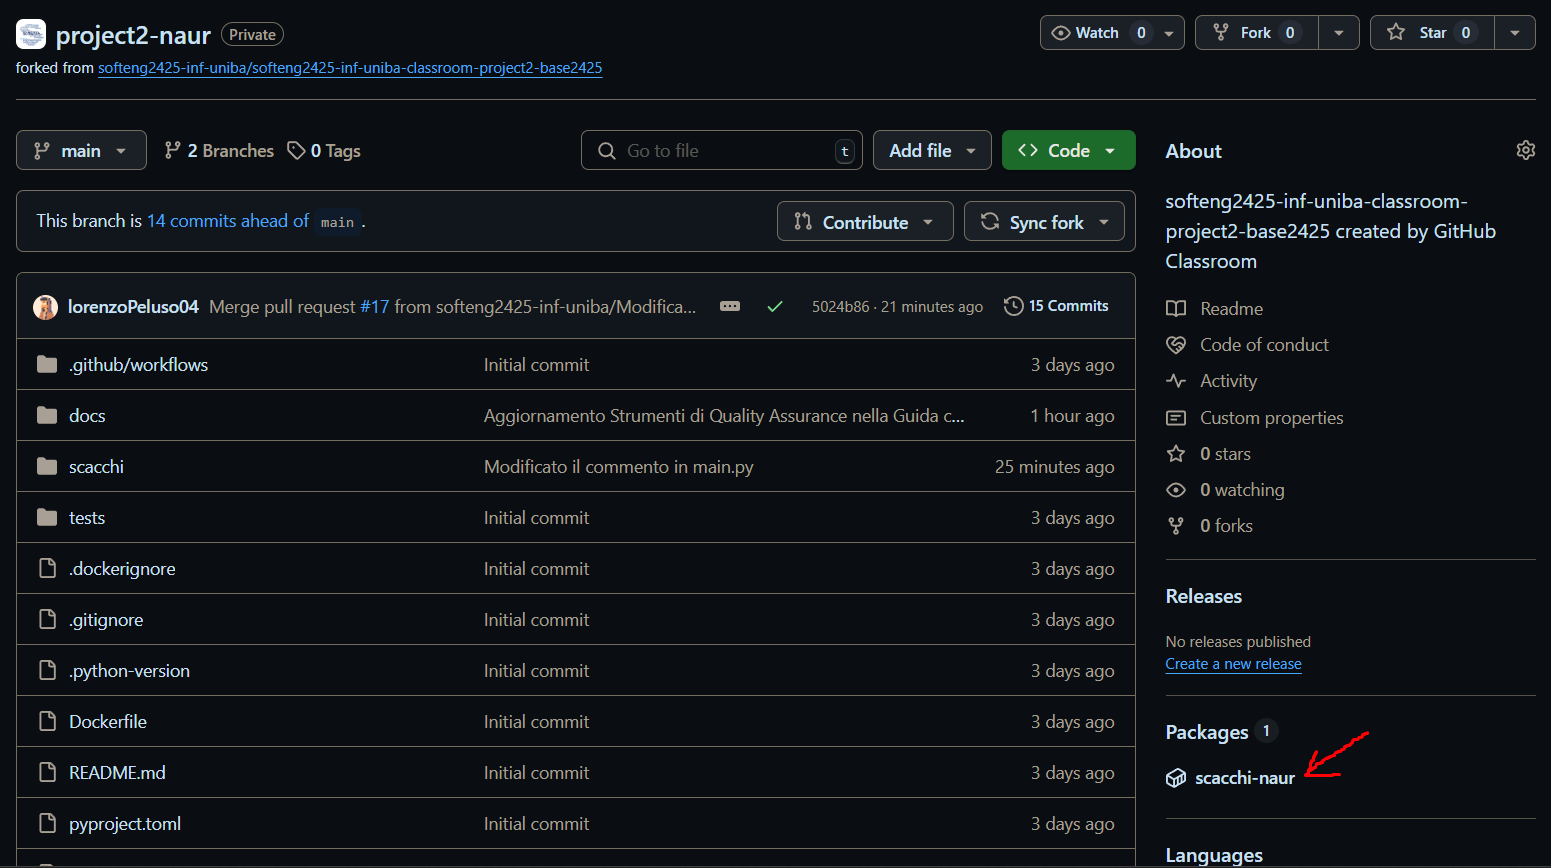 project2-naur Private
Watch 0
Fork 0
Star 0
forked from softeng2425-inf-uniba/softeng2425-inf-uniba-classroom-project2-base2425
main
2 Branches
0 Tags
Go to file t
Add file
Code
This branch is 14 commits ahead of main .
Contribute
Sync fork
lorenzoPeluso04 Merge pull request #17 from softeng2425-inf-uniba/Modifica... 5024b86 · 21 minutes ago 15 Commits
.github/workflows Initial commit 3 days ago
docs Aggiornamento Strumenti di Quality Assurance nella Guida c... 1 hour ago
scacchi Modificato il commento in main.py 25 minutes ago
tests Initial commit 3 days ago
.dockerignore Initial commit 3 days ago
.gitignore Initial commit 3 days ago
.python-version Initial commit 3 days ago
Dockerfile Initial commit 3 days ago
README.md Initial commit 3 days ago
pyproject.toml Initial commit 3 days ago
About
softeng2425-inf-uniba-classroom-
project2-base2425 created by GitHub
Classroom
Readme
Code of conduct
Activity
Custom properties
0 stars
0 watching
0 forks
Releases
No releases published
Create a new release
Packages 1
scacchi-naur
Languages